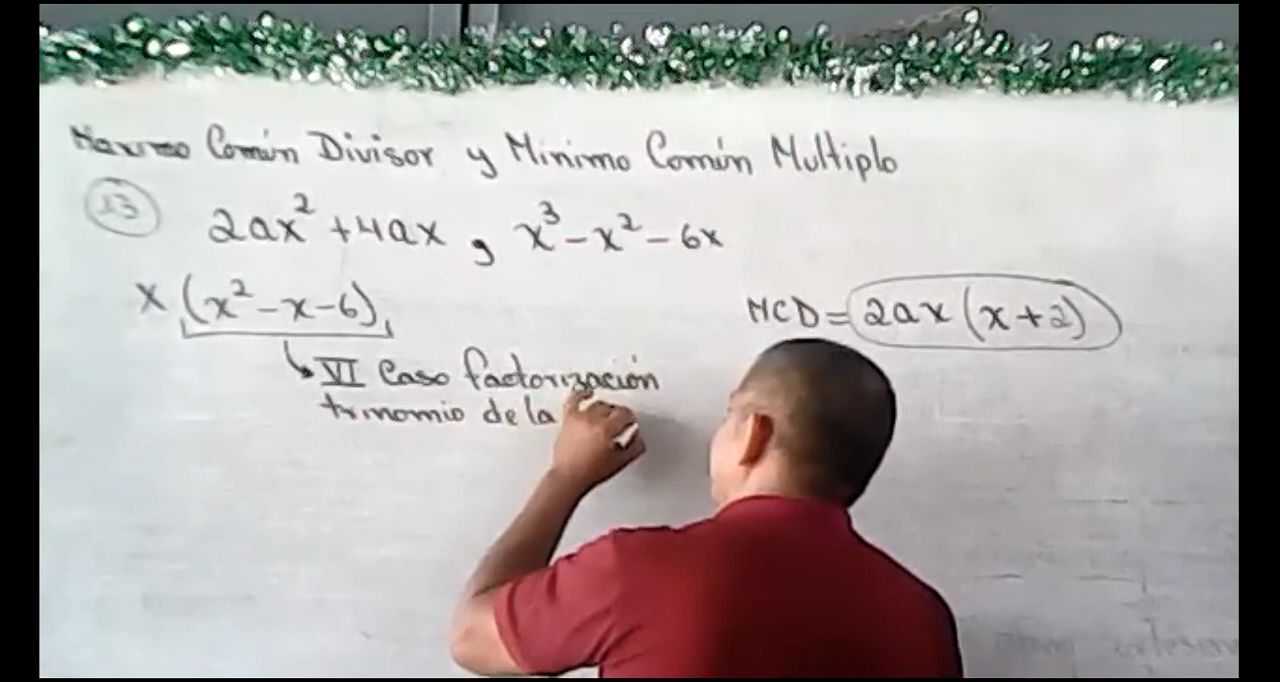 Maximo Común Divisor y Minimo Común Multiplo
13
2ax² + 4ax , x³ - x² - 6x
x (x² - x - 6)
MCD = 2ax (x + 2)
VI Caso factorización
trinomio de la